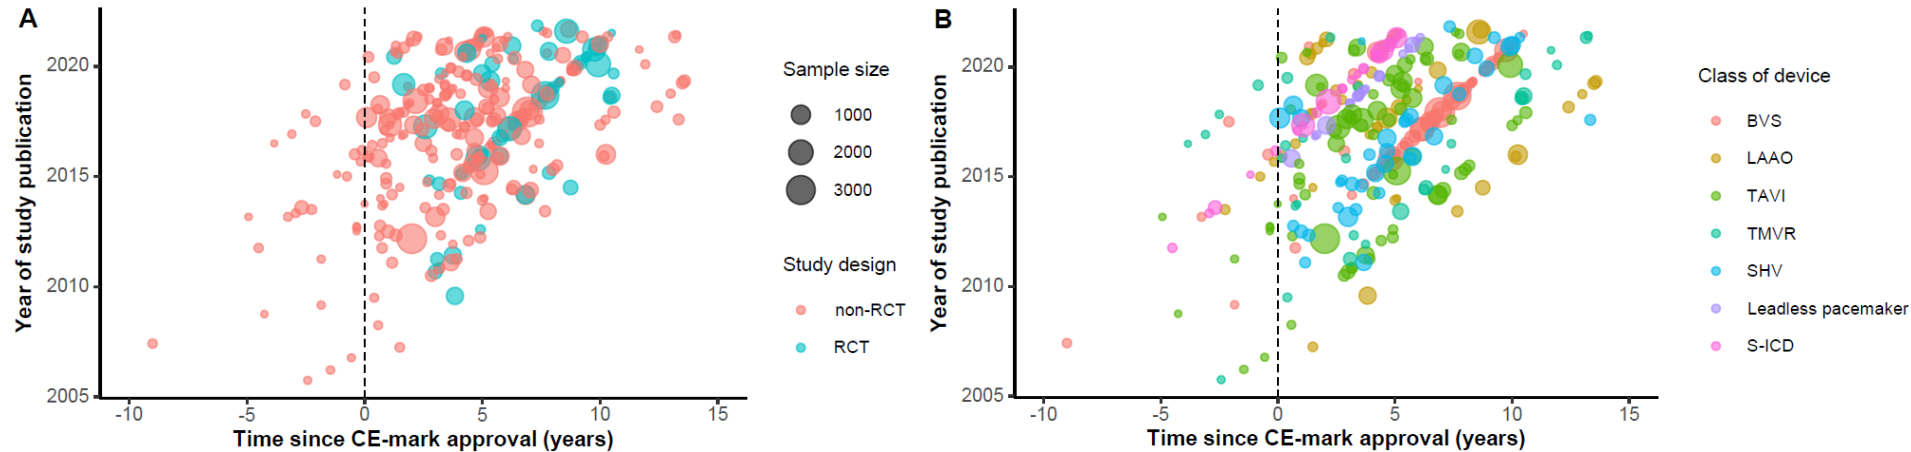 A
Year of study publication
2020
2015
2010
2005
-10 -5 0 5 10 15
Time since CE-mark approval (years)
Sample size
1000
2000
3000
Study design
non-RCT
RCT
B
Year of study publication
2020
2015
2010
2005
-10 -5 0 5 10 15
Time since CE-mark approval (years)
Class of device
BVS
LAAO
TAVI
TMVR
SHV
Leadless pacemaker
S-ICD